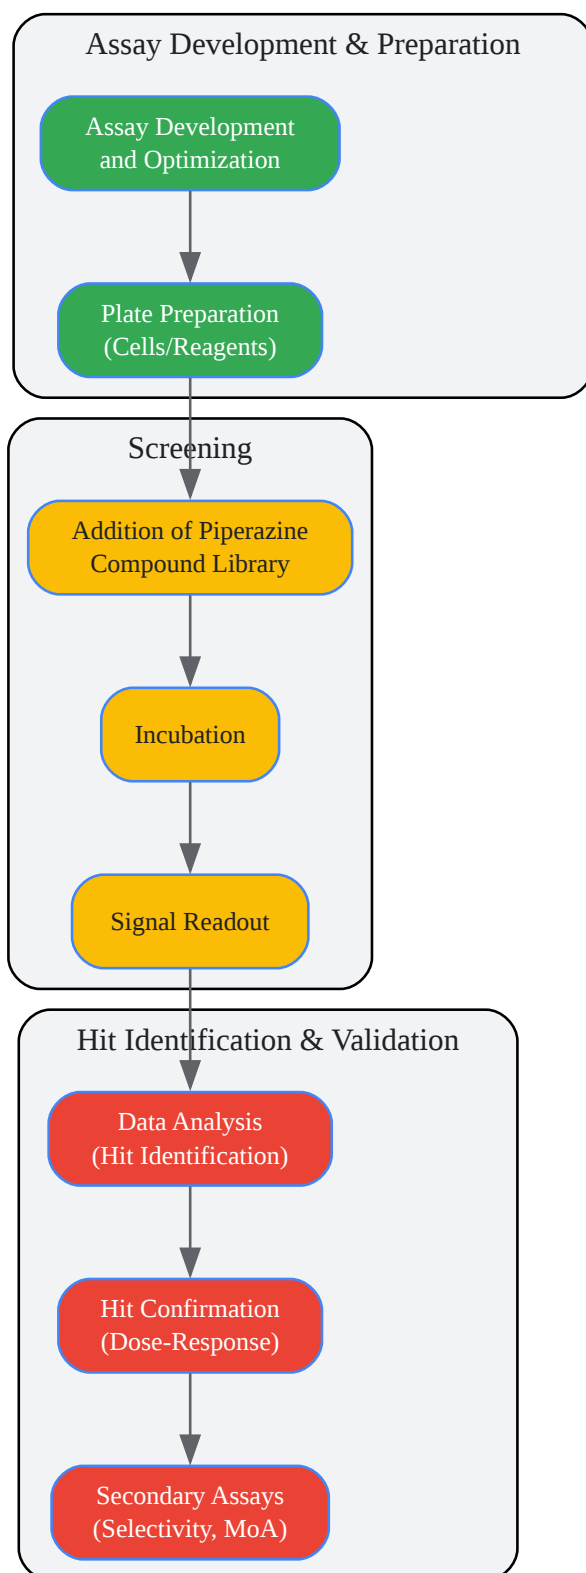 Assay Development & Preparation
Assay Development
and Optimization
Plate Preparation
(Cells/Reagents)
Screening
Addition of Piperazine
Compound Library
Incubation
Signal Readout
Hit Identification & Validation
Data Analysis
(Hit Identification)
Hit Confirmation
(Dose-Response)
Secondary Assays
(Selectivity, MoA)